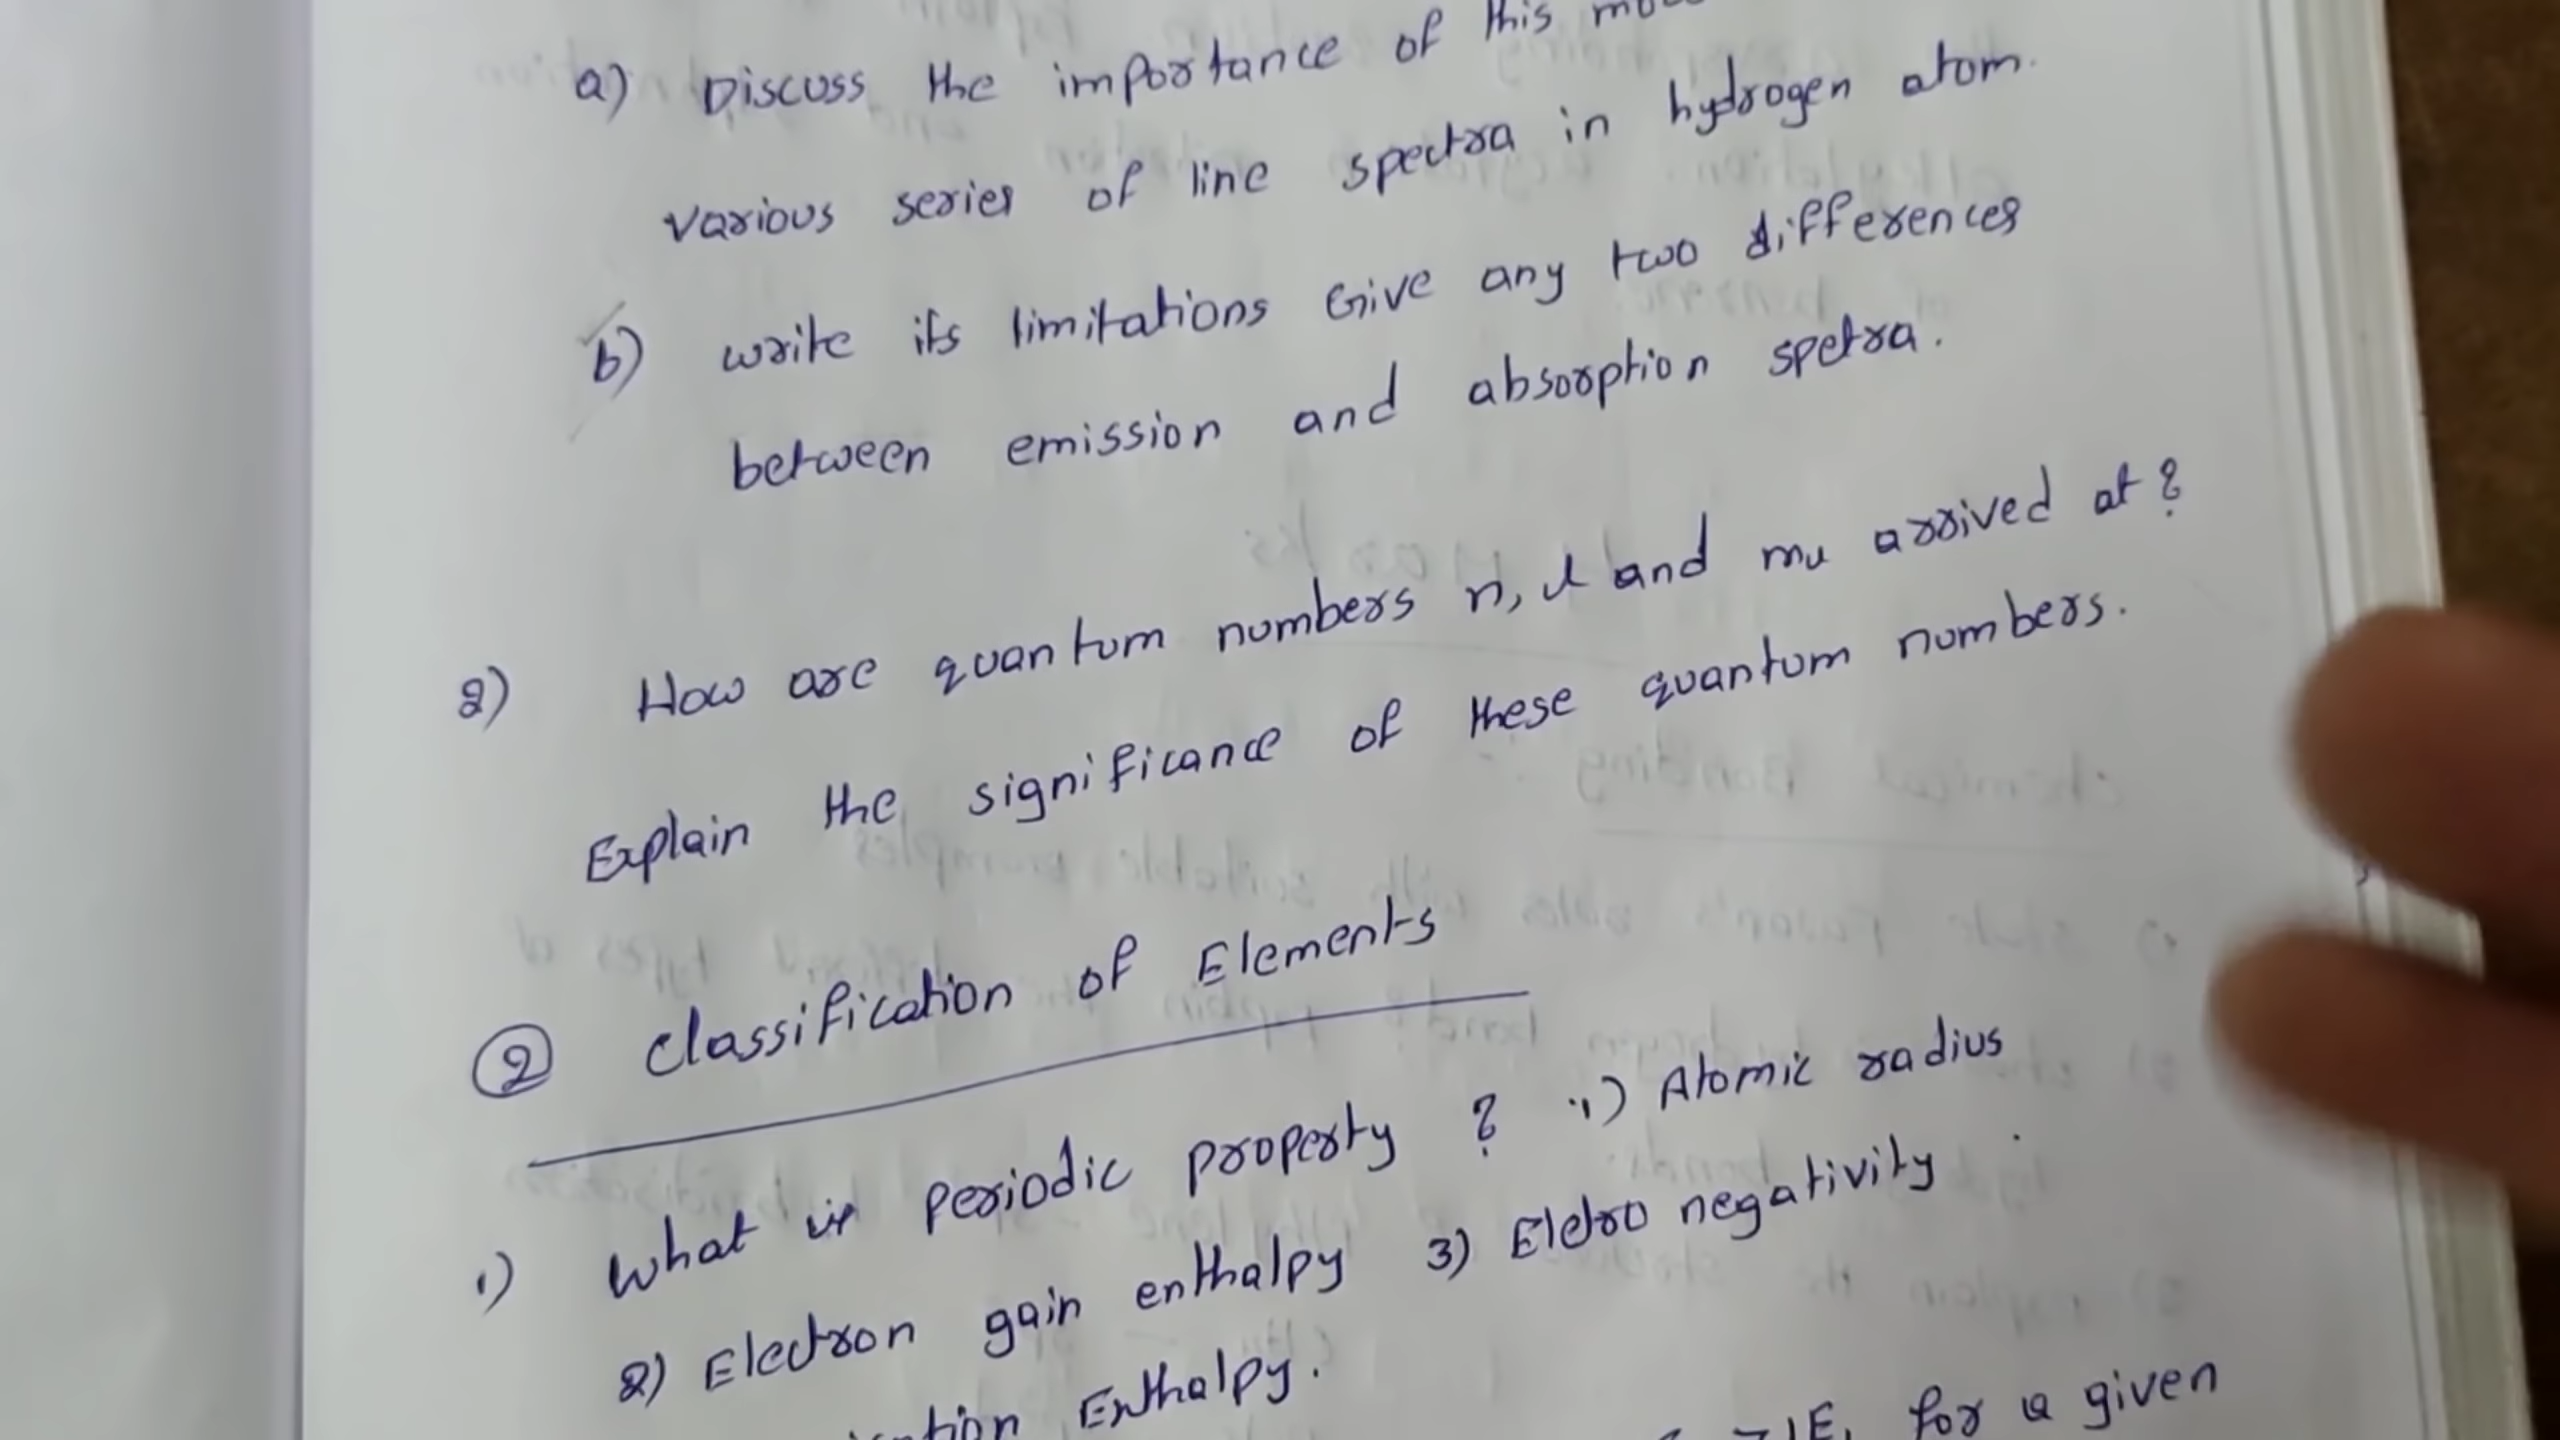 a) Discuss the importance of this
various series of line spectra in hydrogen atom.
b) write its limitations Give any two differences
between emission and absorption spetra.
2) How are quantum numbers n, l and ml arrived at?
Explain the significance of these quantum numbers.
② Classification of Elements
1) What is periodic property? 1) Atomic radius
2) Electron gain enthalpy 3) Eletro negativity
Enthalpy.
for a given